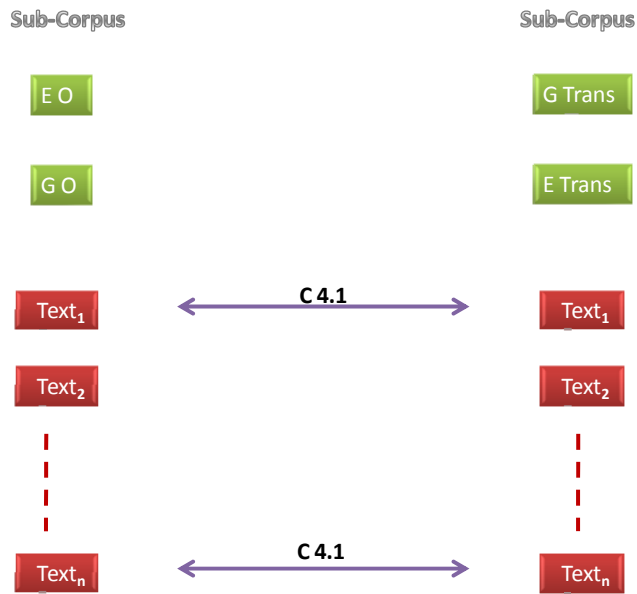 Sub-Corpus Sub-Corpus
E O G Trans
G O E Trans
Text₁ C 4.1 Text₁
Text₂ Text₂
Textₙ C 4.1 Textₙ